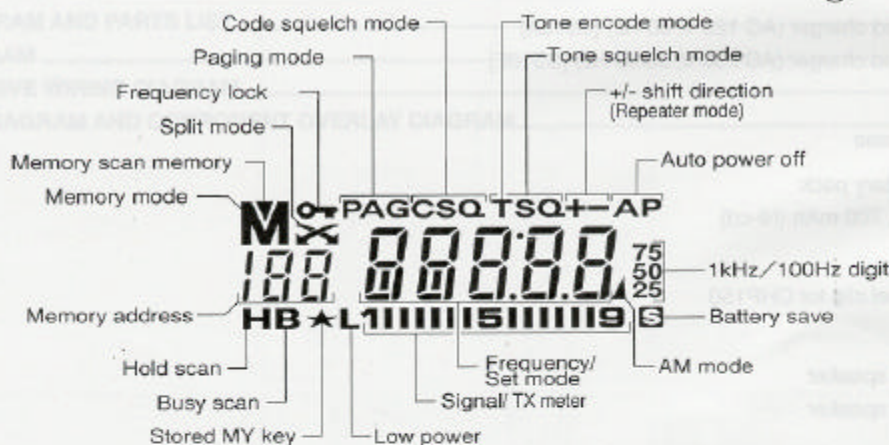 Code squelch mode
Tone encode mode
Paging mode
Tone squelch mode
Frequency lock
+/- shift direction
(Repeater mode)
Split mode
Memory scan memory
Auto power off
Memory mode
M PAGCSQ TSQ+-AP
75
50
25
1kHz/100Hz digit
Memory address
HB★L1 5 9 S
Battery save
Hold scan
Frequency/
Set mode
AM mode
Busy scan
Signal/ TX meter
Stored MY key
Low power